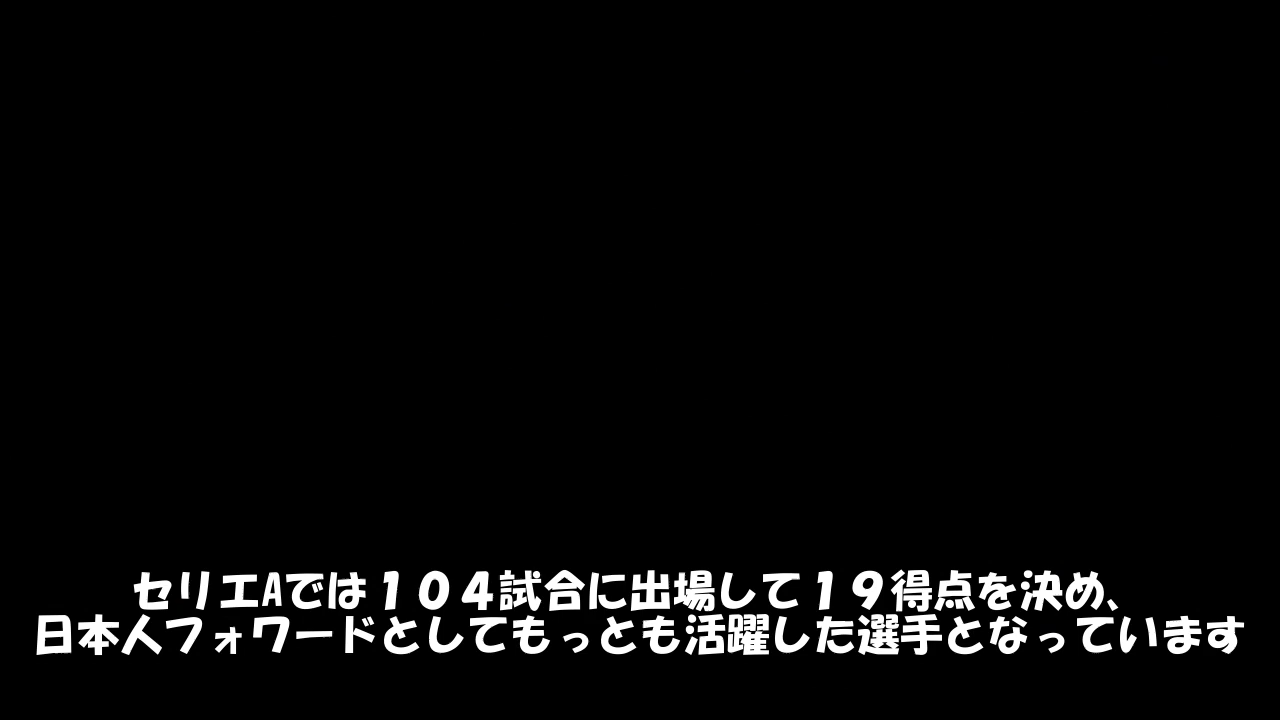 セリエAでは１０４試合に出場して１９得点を決め、
日本人フォワードとしてもっとも活躍した選手となっています